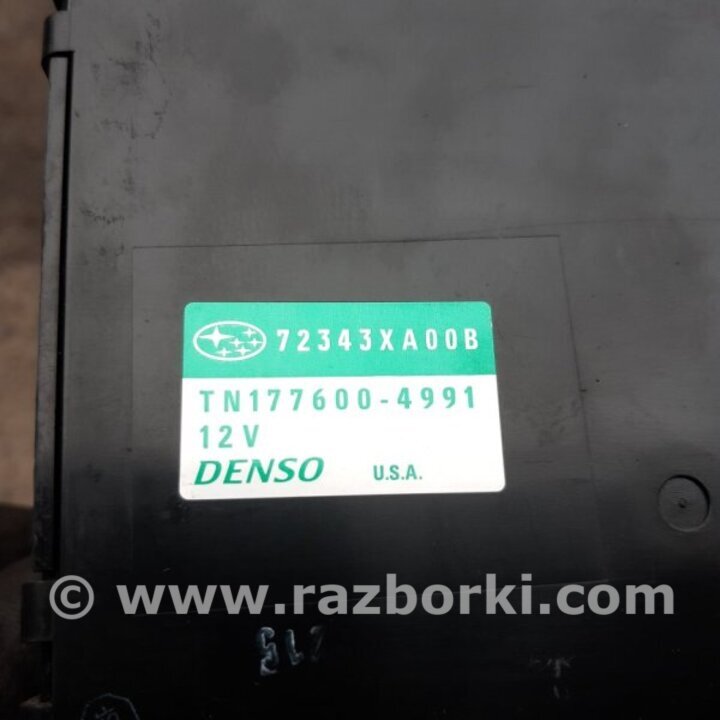 72343XA00B
TN177600-4991
12V
DENSO U.S.A.
© www.razborki.com